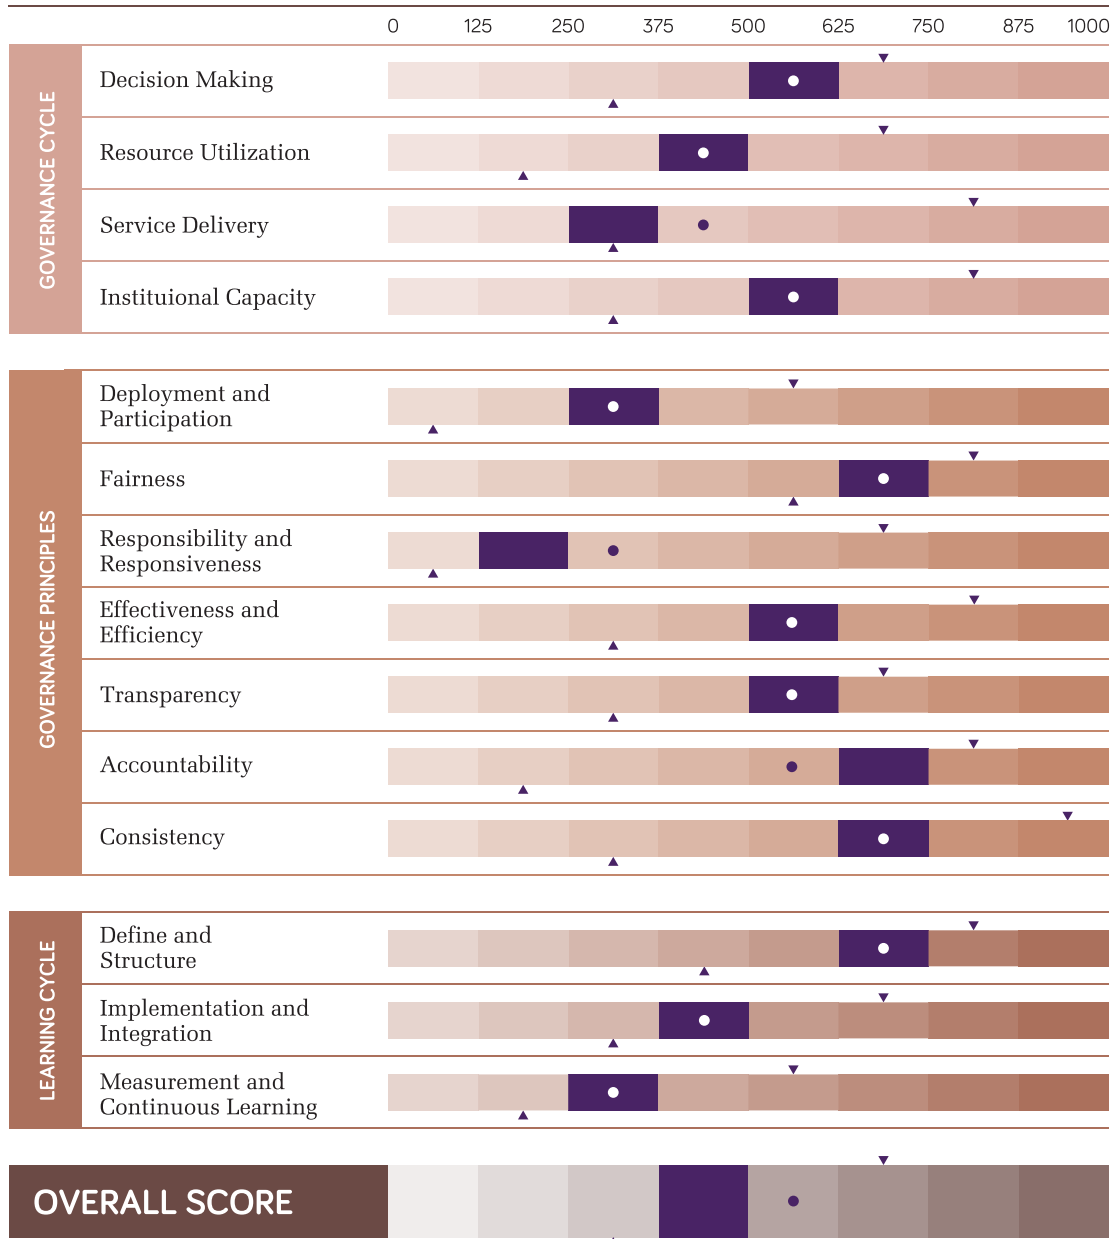 0 125 250 375 500 625 750 875 1000
GOVERNANCE CYCLE
Decision Making
Resource Utilization
Service Delivery
Instituional Capacity
GOVERNANCE PRINCIPLES
Deployment and
Participation
Fairness
Responsibility and
Responsiveness
Effectiveness and
Efficiency
Transparency
Accountability
Consistency
LEARNING CYCLE
Define and
Structure
Implementation and
Integration
Measurement and
Continuous Learning
OVERALL SCORE